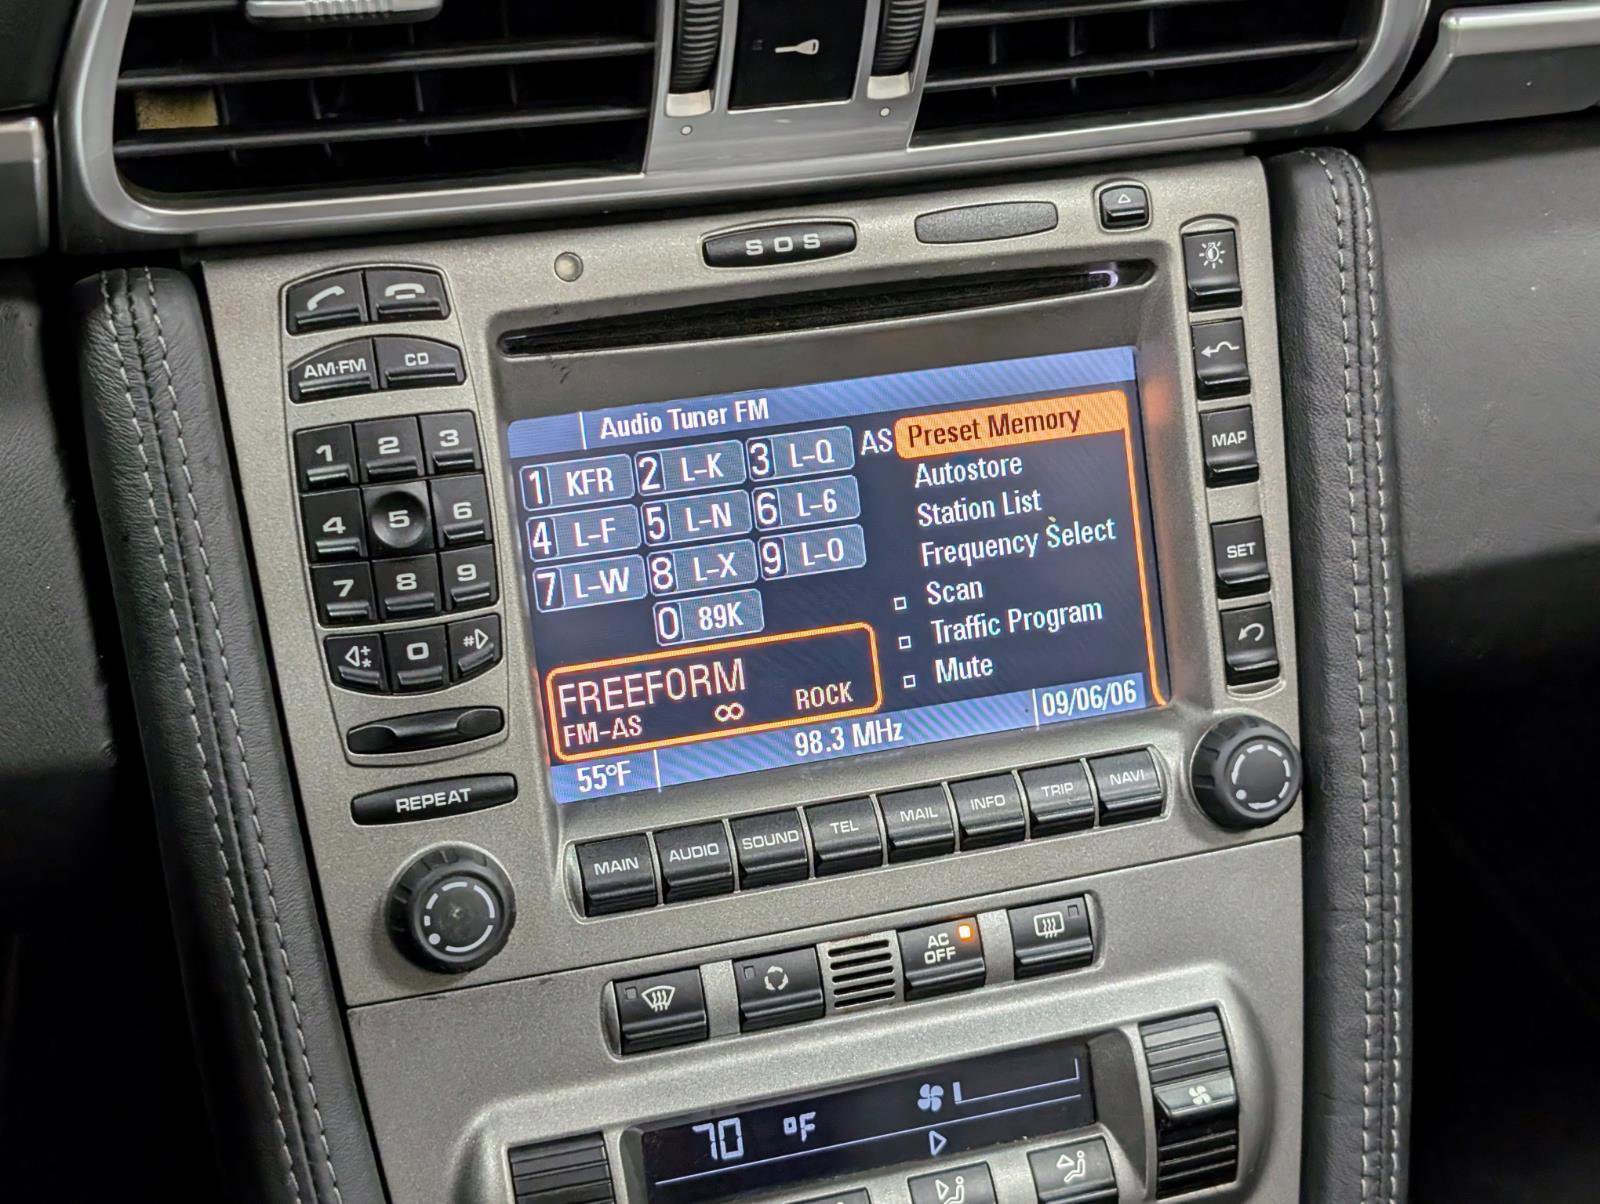 SOS
AM·FM CD
1 2 3
4 5 6
7 8 9
* 0 #
REPEAT
Audio Tuner FM
1 KFR 2 L-K 3 L-Q AS
4 L-F 5 L-N 6 L-6
7 L-W 8 L-X 9 L-O
0 89K
Preset Memory
Autostore
Station List
Frequency Select
Scan
Traffic Program
Mute
FREEFORM
FM-AS ∞ ROCK
55°F 98.3 MHz 09/06/06
MAP
SET
MAIN AUDIO SOUND TEL MAIL INFO TRIP NAVI
AC
OFF
70 °F